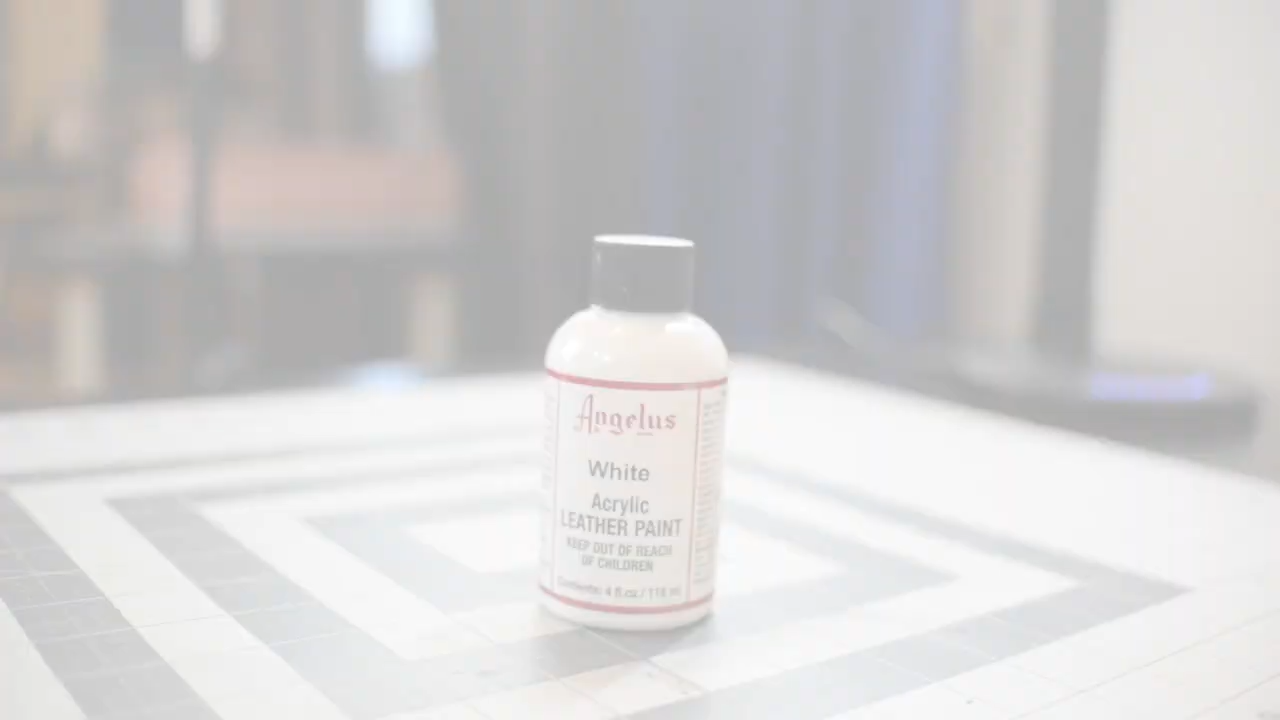 Angelus
White
Acrylic
LEATHER PAINT
KEEP OUT OF REACH
OF CHILDREN
Contents: 4 fl oz / 118 ml